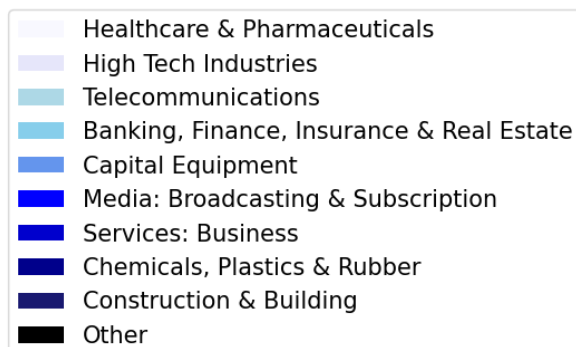 Healthcare & Pharmaceuticals
High Tech Industries
Telecommunications
Banking, Finance, Insurance & Real Estate
Capital Equipment
Media: Broadcasting & Subscription
Services: Business
Chemicals, Plastics & Rubber
Construction & Building
Other